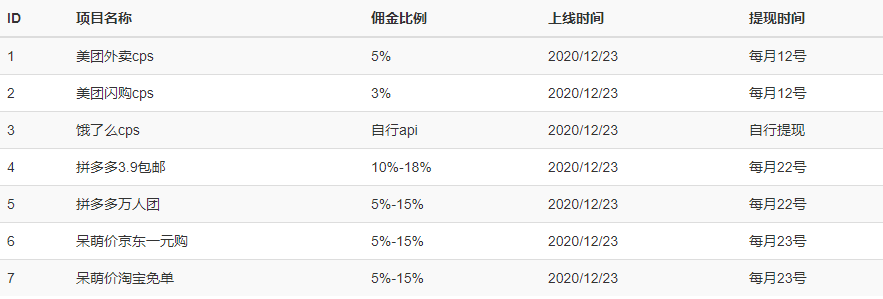 ID 项目名称 佣金比例 上线时间 提现时间
1 美团外卖cps 5% 2020/12/23 每月12号
2 美团闪购cps 3% 2020/12/23 每月12号
3 饿了么cps 自行api 2020/12/23 自行提现
4 拼多多3.9包邮 10%-18% 2020/12/23 每月22号
5 拼多多万人团 5%-15% 2020/12/23 每月22号
6 呆萌价京东一元购 5%-15% 2020/12/23 每月23号
7 呆萌价淘宝免单 5%-15% 2020/12/23 每月23号